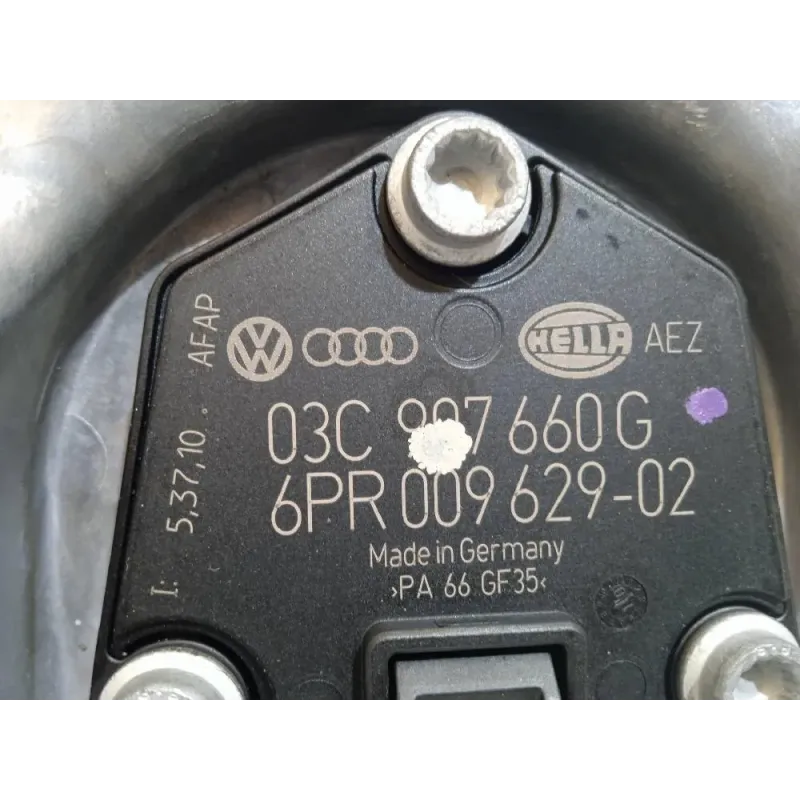 AFAP
HELLA
AEZ
03C 907 660 G
6PR 009 629-02
Made in Germany
>PA 66 GF35<
I: 5,37,10